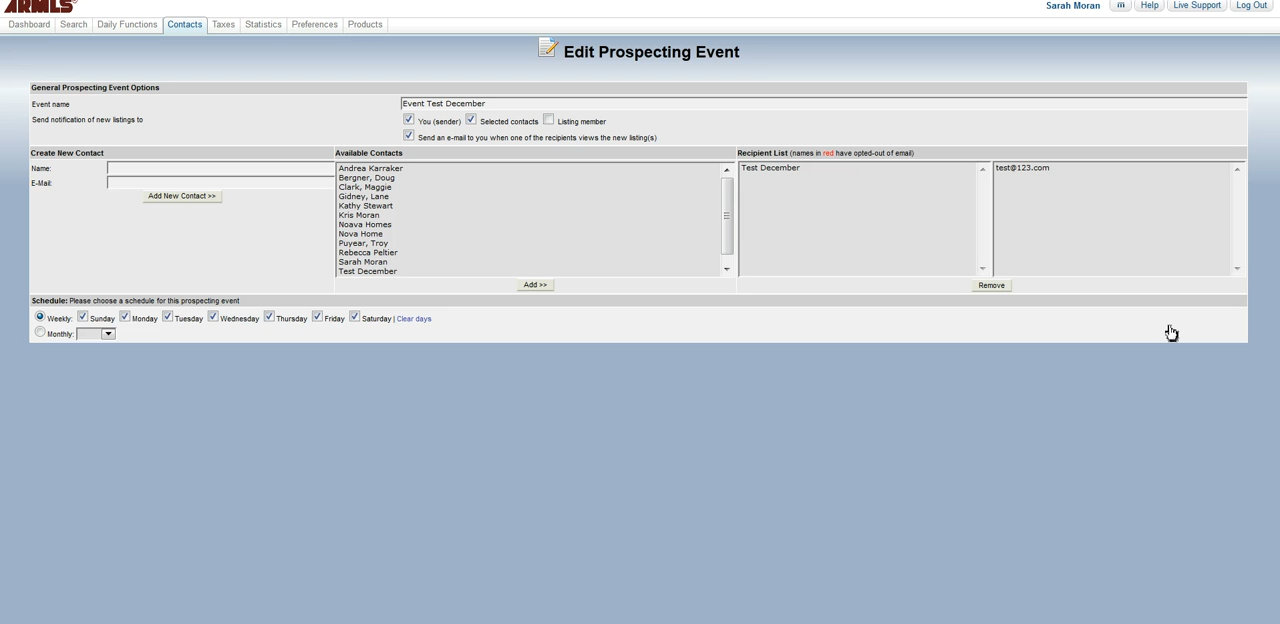 ARMLS
Sarah Moran m Help Live Support Log Out
Dashboard Search Daily Functions Contacts Taxes Statistics Preferences Products
Edit Prospecting Event
General Prospecting Event Options
Event name Event Test December
Send notification of new listings to You (sender) Selected contacts Listing member
Send an e-mail to you when one of the recipients views the new listing(s)
Create New Contact Available Contacts Recipient List (names in red have opted-out of email)
Name:
E-Mail:
Add New Contact >>
Andrea Karraker
Bergner, Doug
Clark, Maggie
Gidney, Lane
Kathy Stewart
Kris Moran
Noava Homes
Nova Home
Puyear, Troy
Rebecca Peltier
Sarah Moran
Test December
Add >>
Test December test@123.com
Remove
Schedule: Please choose a schedule for this prospecting event
Weekly: Sunday Monday Tuesday Wednesday Thursday Friday Saturday | Clear days
Monthly: